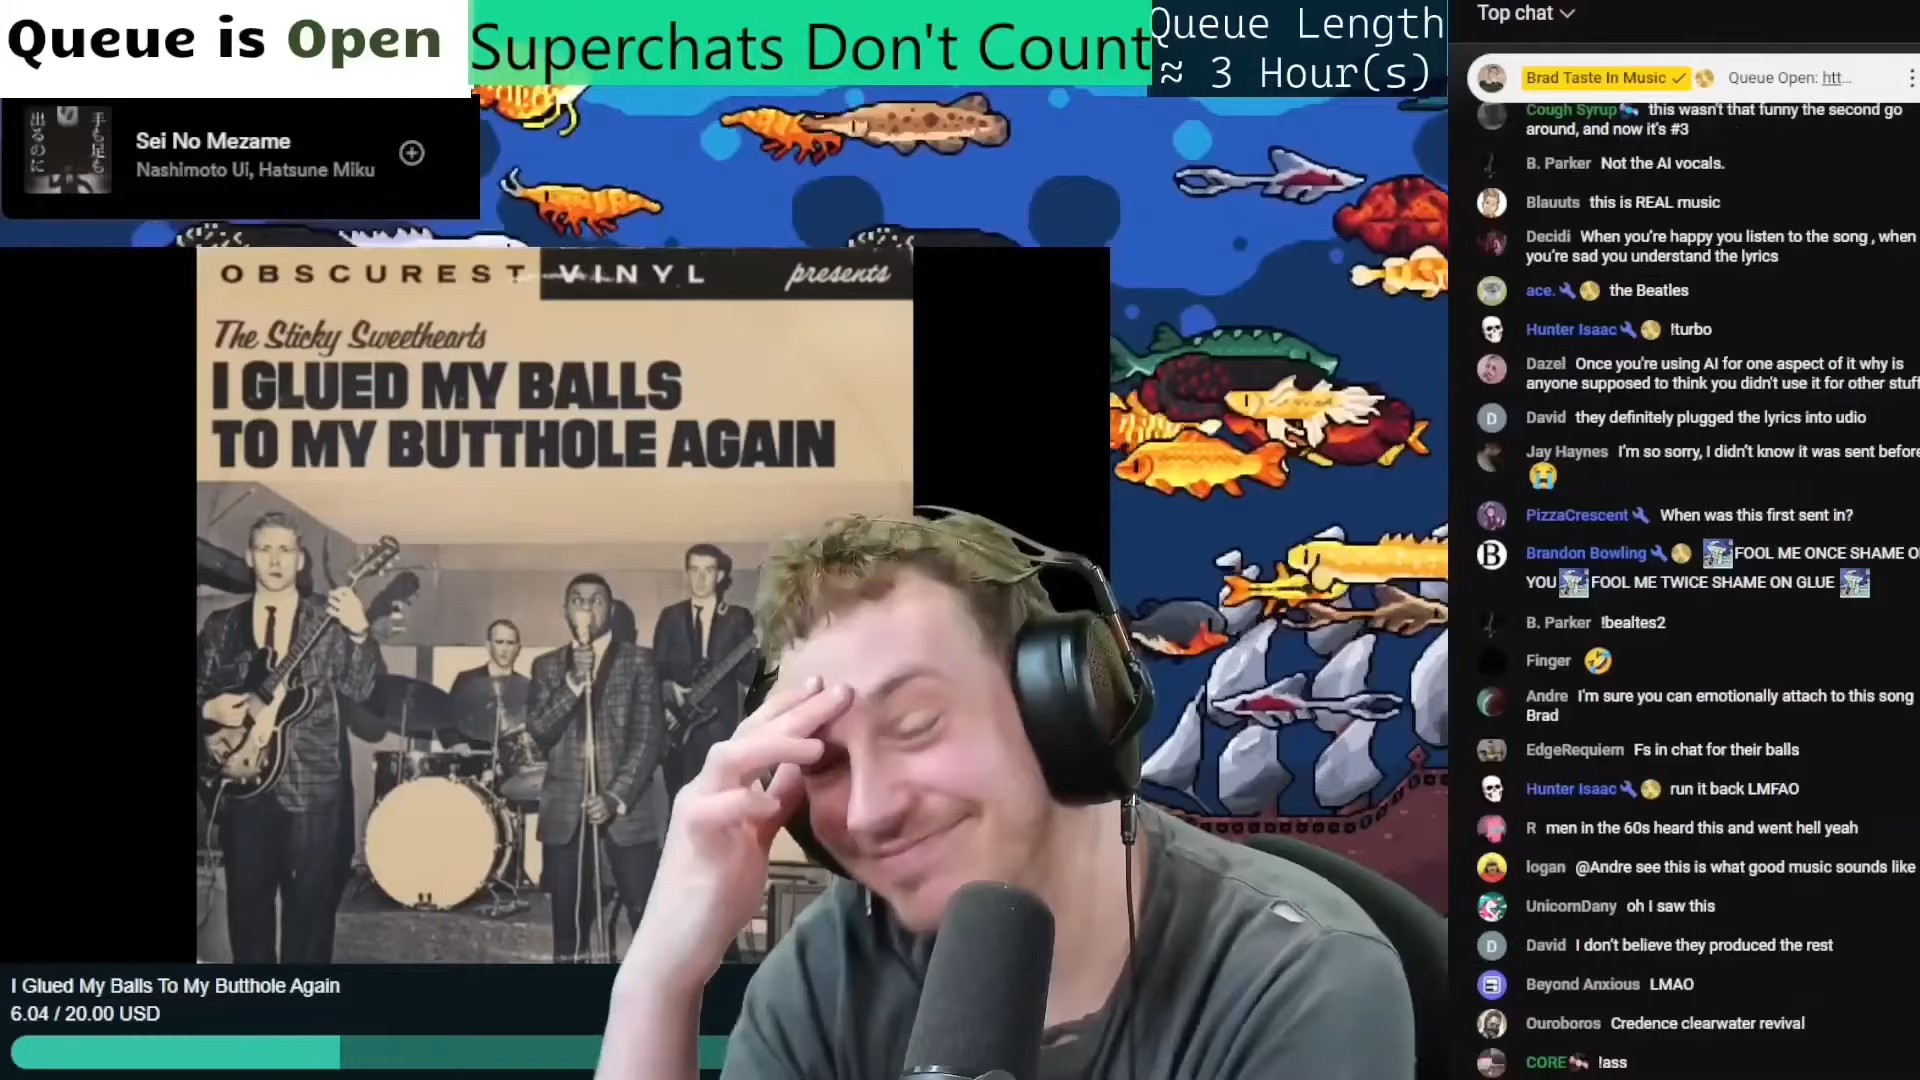 Queue is Open
Superchats Don't Count
Queue Length
≈ 3 Hour(s)
手も足も
出るのに
Sei No Mezame
Nashimoto Ui, Hatsune Miku
OBSCUREST VINYL presents
The Sticky Sweethearts
I GLUED MY BALLS
TO MY BUTTHOLE AGAIN
I Glued My Balls To My Butthole Again
6.04 / 20.00 USD
Top chat
Brad Taste In Music Queue Open: htt...
Cough Syrup this wasn't that funny the second go
around, and now it's #3
B. Parker Not the AI vocals.
Blauuts this is REAL music
Decidi When you're happy you listen to the song , when
you're sad you understand the lyrics
ace. the Beatles
Hunter Isaac !turbo
Dazel Once you're using AI for one aspect of it why is
anyone supposed to think you didn't use it for other stuff
D David they definitely plugged the lyrics into udio
Jay Haynes I'm so sorry, I didn't know it was sent before
PizzaCrescent When was this first sent in?
B Brandon Bowling FOOL ME ONCE SHAME O
YOU FOOL ME TWICE SHAME ON GLUE
B. Parker !bealtes2
Finger
Andre I'm sure you can emotionally attach to this song
Brad
EdgeRequiem Fs in chat for their balls
Hunter Isaac run it back LMFAO
R men in the 60s heard this and went hell yeah
logan @Andre see this is what good music sounds like
UnicornDany oh I saw this
D David I don't believe they produced the rest
Beyond Anxious LMAO
Ouroboros Credence clearwater revival
CORE !ass